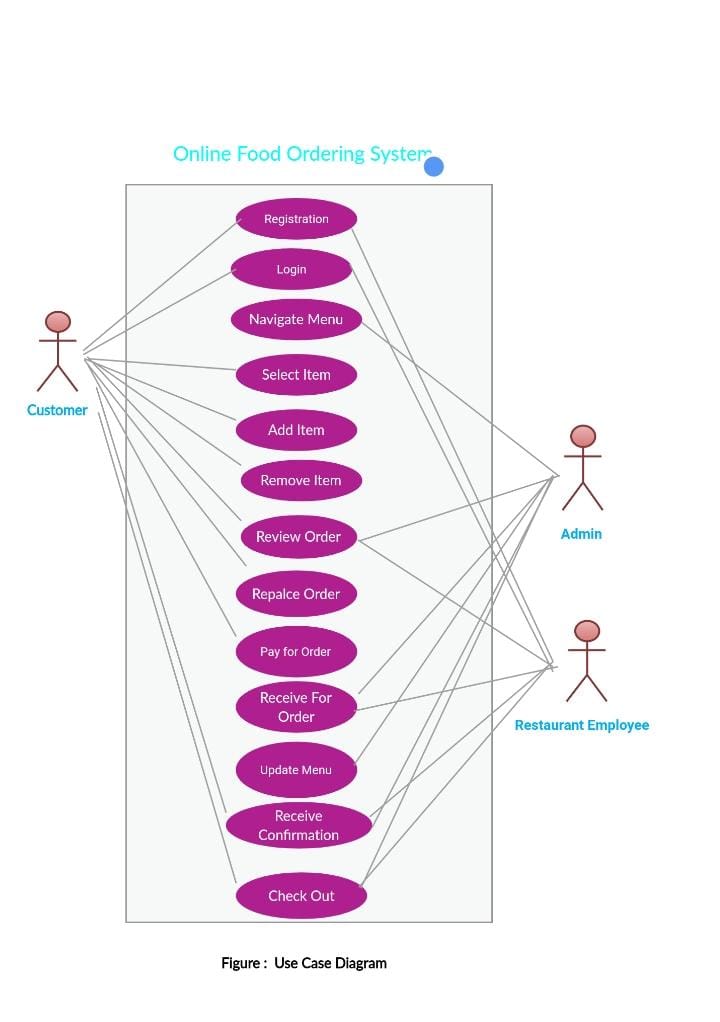 Online Food Ordering System
Registration
Login
Navigate Menu
Select Item
Customer
Add Item
Remove Item
Review Order
Admin
Repalce Order
Pay for Order
Receive For
Order
Restaurant Employee
Update Menu
Receive
Confirmation
Check Out
Figure : Use Case Diagram